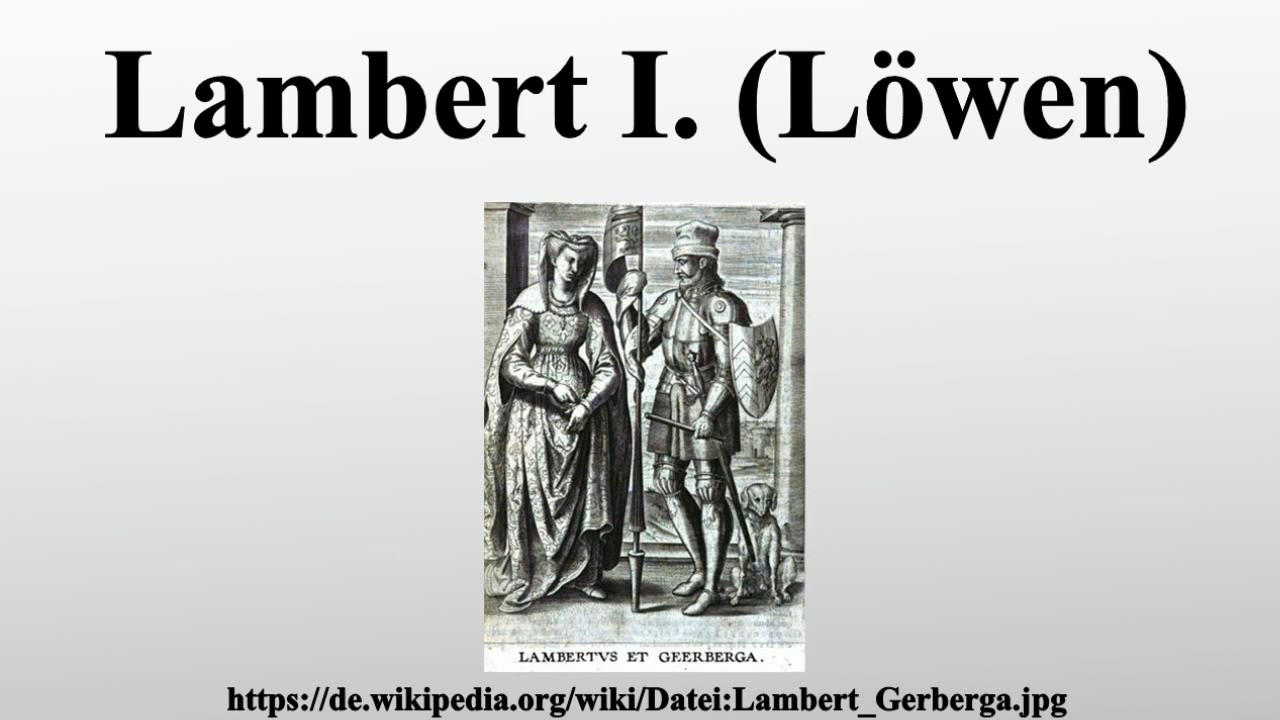 Lambert I. (Löwen)
LAMBERTVS ET GEERBERGA.
https://de.wikipedia.org/wiki/Datei:Lambert_Gerberga.jpg